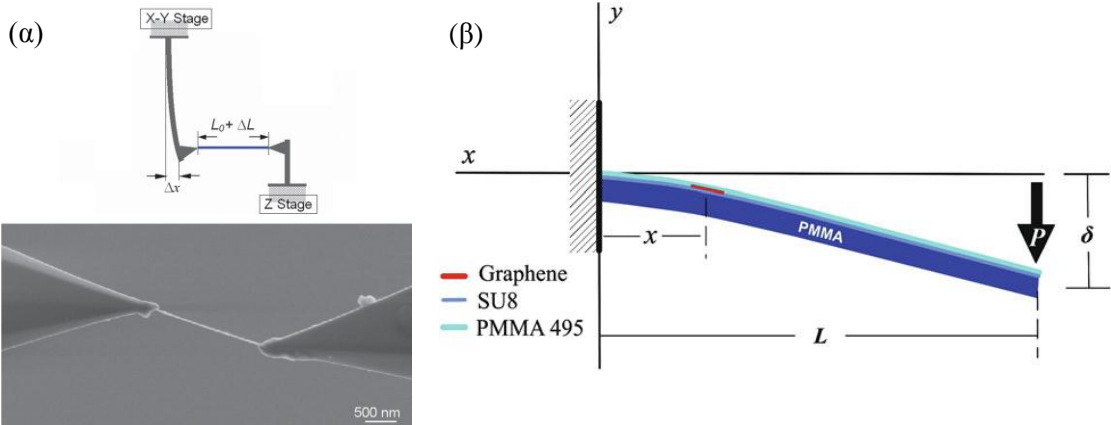 (α)
X-Y Stage
L₀+ ΔL
Δx
Z Stage
500 nm
(β)
y
x
x
PMMA
P
δ
Graphene
SU8
PMMA 495
L